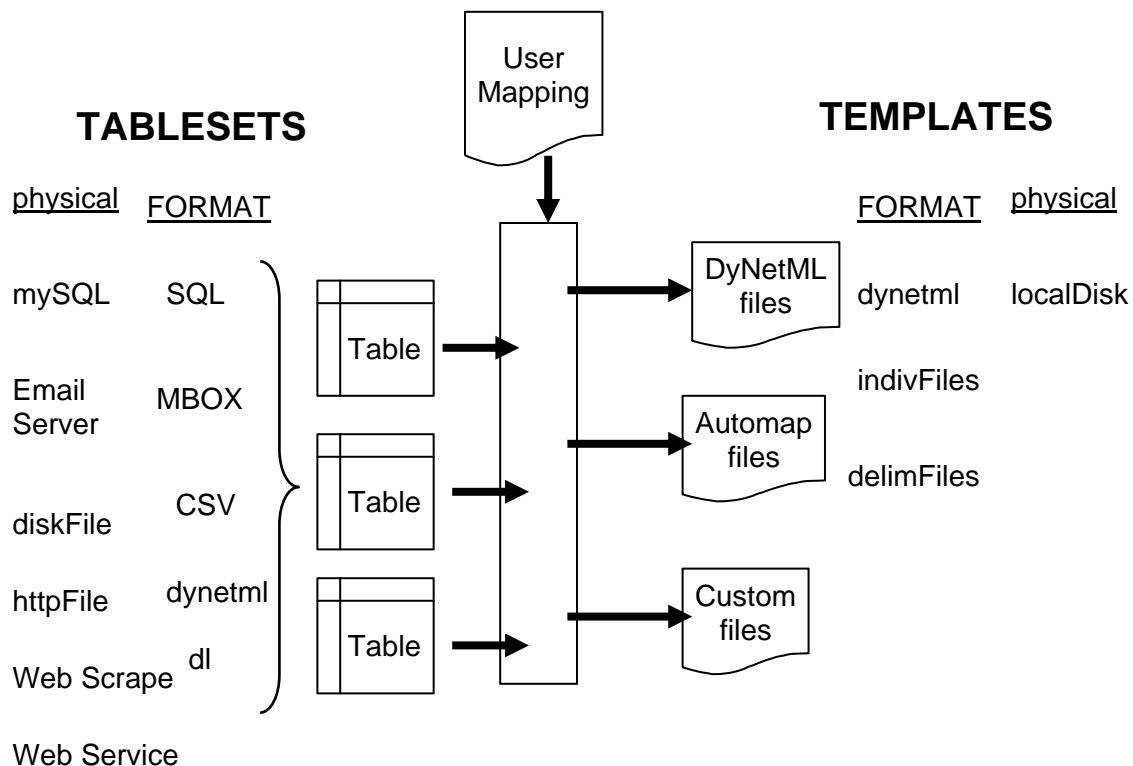 User
Mapping
TABLESETS
TEMPLATES
physical
FORMAT
FORMAT
physical
mySQL
SQL
Table
DyNetML
files
dynetml
localDisk
Email
Server
MBOX
indivFiles
Automap
files
diskFile
CSV
Table
delimFiles
httpFile
dynetml
Table
Custom
files
Web Scrape
dl
Web Service